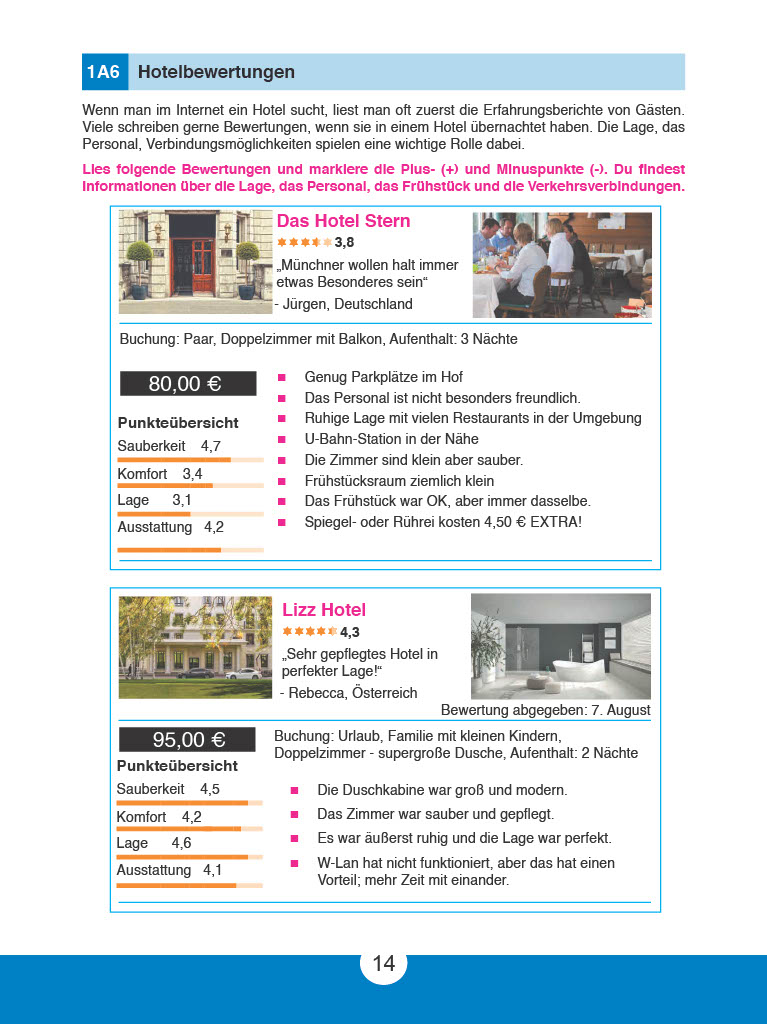 1A6 Hotelbewertungen
Wenn man im Internet ein Hotel sucht, liest man oft zuerst die Erfahrungsberichte von Gästen.
Viele schreiben gerne Bewertungen, wenn sie in einem Hotel übernachtet haben. Die Lage, das
Personal, Verbindungsmöglichkeiten spielen eine wichtige Rolle dabei.
Lies folgende Bewertungen und markiere die Plus- (+) und Minuspunkte (-). Du findest
Informationen über die Lage, das Personal, das Frühstück und die Verkehrsverbindungen.
Das Hotel Stern
3,8
„Münchner wollen halt immer
etwas Besonderes sein“
- Jürgen, Deutschland
Buchung: Paar, Doppelzimmer mit Balkon, Aufenthalt: 3 Nächte
80,00 €
Punkteübersicht
Sauberkeit 4,7
Komfort 3,4
Lage 3,1
Ausstattung 4,2
Genug Parkplätze im Hof
Das Personal ist nicht besonders freundlich.
Ruhige Lage mit vielen Restaurants in der Umgebung
U-Bahn-Station in der Nähe
Die Zimmer sind klein aber sauber.
Frühstücksraum ziemlich klein
Das Frühstück war OK, aber immer dasselbe.
Spiegel- oder Rührei kosten 4,50 € EXTRA!
Lizz Hotel
4,3
„Sehr gepflegtes Hotel in
perfekter Lage!“
- Rebecca, Österreich
Bewertung abgegeben: 7. August
95,00 €
Punkteübersicht
Sauberkeit 4,5
Komfort 4,2
Lage 4,6
Ausstattung 4,1
Buchung: Urlaub, Familie mit kleinen Kindern,
Doppelzimmer - supergroße Dusche, Aufenthalt: 2 Nächte
Die Duschkabine war groß und modern.
Das Zimmer war sauber und gepflegt.
Es war äußerst ruhig und die Lage war perfekt.
W-Lan hat nicht funktioniert, aber das hat einen
Vorteil; mehr Zeit mit einander.
14